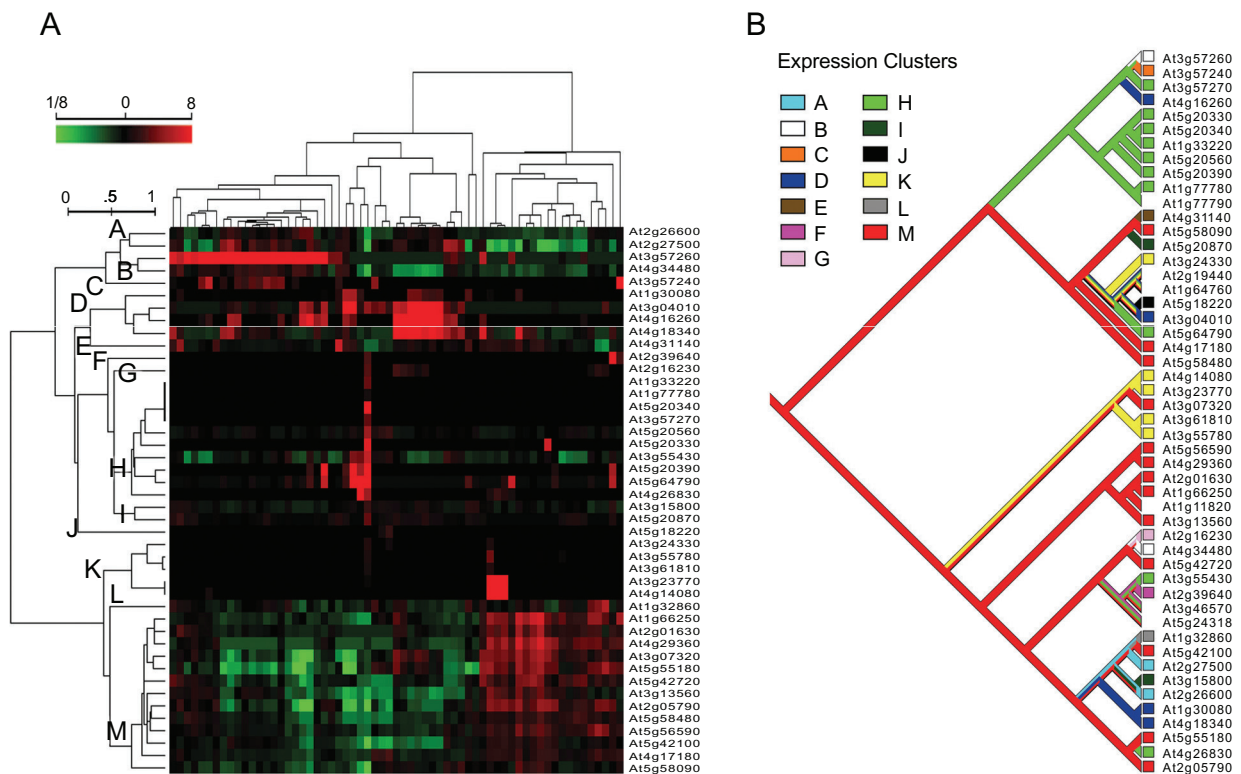 A
1/8 0 8
0 .5 1
A
B
C
D
E
F
G
H
I
J
K
L
M
At2g26600
At2g27500
At3g57260
At4g34480
At3g57240
At1g30080
At3g04010
At4g16260
At4g18340
At4g31140
At2g39640
At2g16230
At1g33220
At1g77780
At5g20340
At3g57270
At5g20560
At5g20330
At3g55430
At5g20390
At5g64790
At4g26830
At3g15800
At5g20870
At5g18220
At3g24330
At3g55780
At3g61810
At3g23770
At4g14080
At1g32860
At1g66250
At2g01630
At4g29360
At3g07320
At5g55180
At5g42720
At3g13560
At2g05790
At5g58480
At5g56590
At5g42100
At4g17180
At5g58090
B
Expression Clusters
A
B
C
D
E
F
G
H
I
J
K
L
M
At3g57260
At3g57240
At3g57270
At4g16260
At5g20330
At5g20340
At1g33220
At5g20560
At5g20390
At1g77780
At1g77790
At4g31140
At5g58090
At5g20870
At3g24330
At2g19440
At1g64760
At5g18220
At3g04010
At5g64790
At4g17180
At5g58480
At4g14080
At3g23770
At3g07320
At3g61810
At3g55780
At5g56590
At4g29360
At2g01630
At1g66250
At1g11820
At3g13560
At2g16230
At4g34480
At5g42720
At3g55430
At2g39640
At3g46570
At5g24318
At1g32860
At5g42100
At2g27500
At3g15800
At2g26600
At1g30080
At4g18340
At5g55180
At4g26830
At2g05790